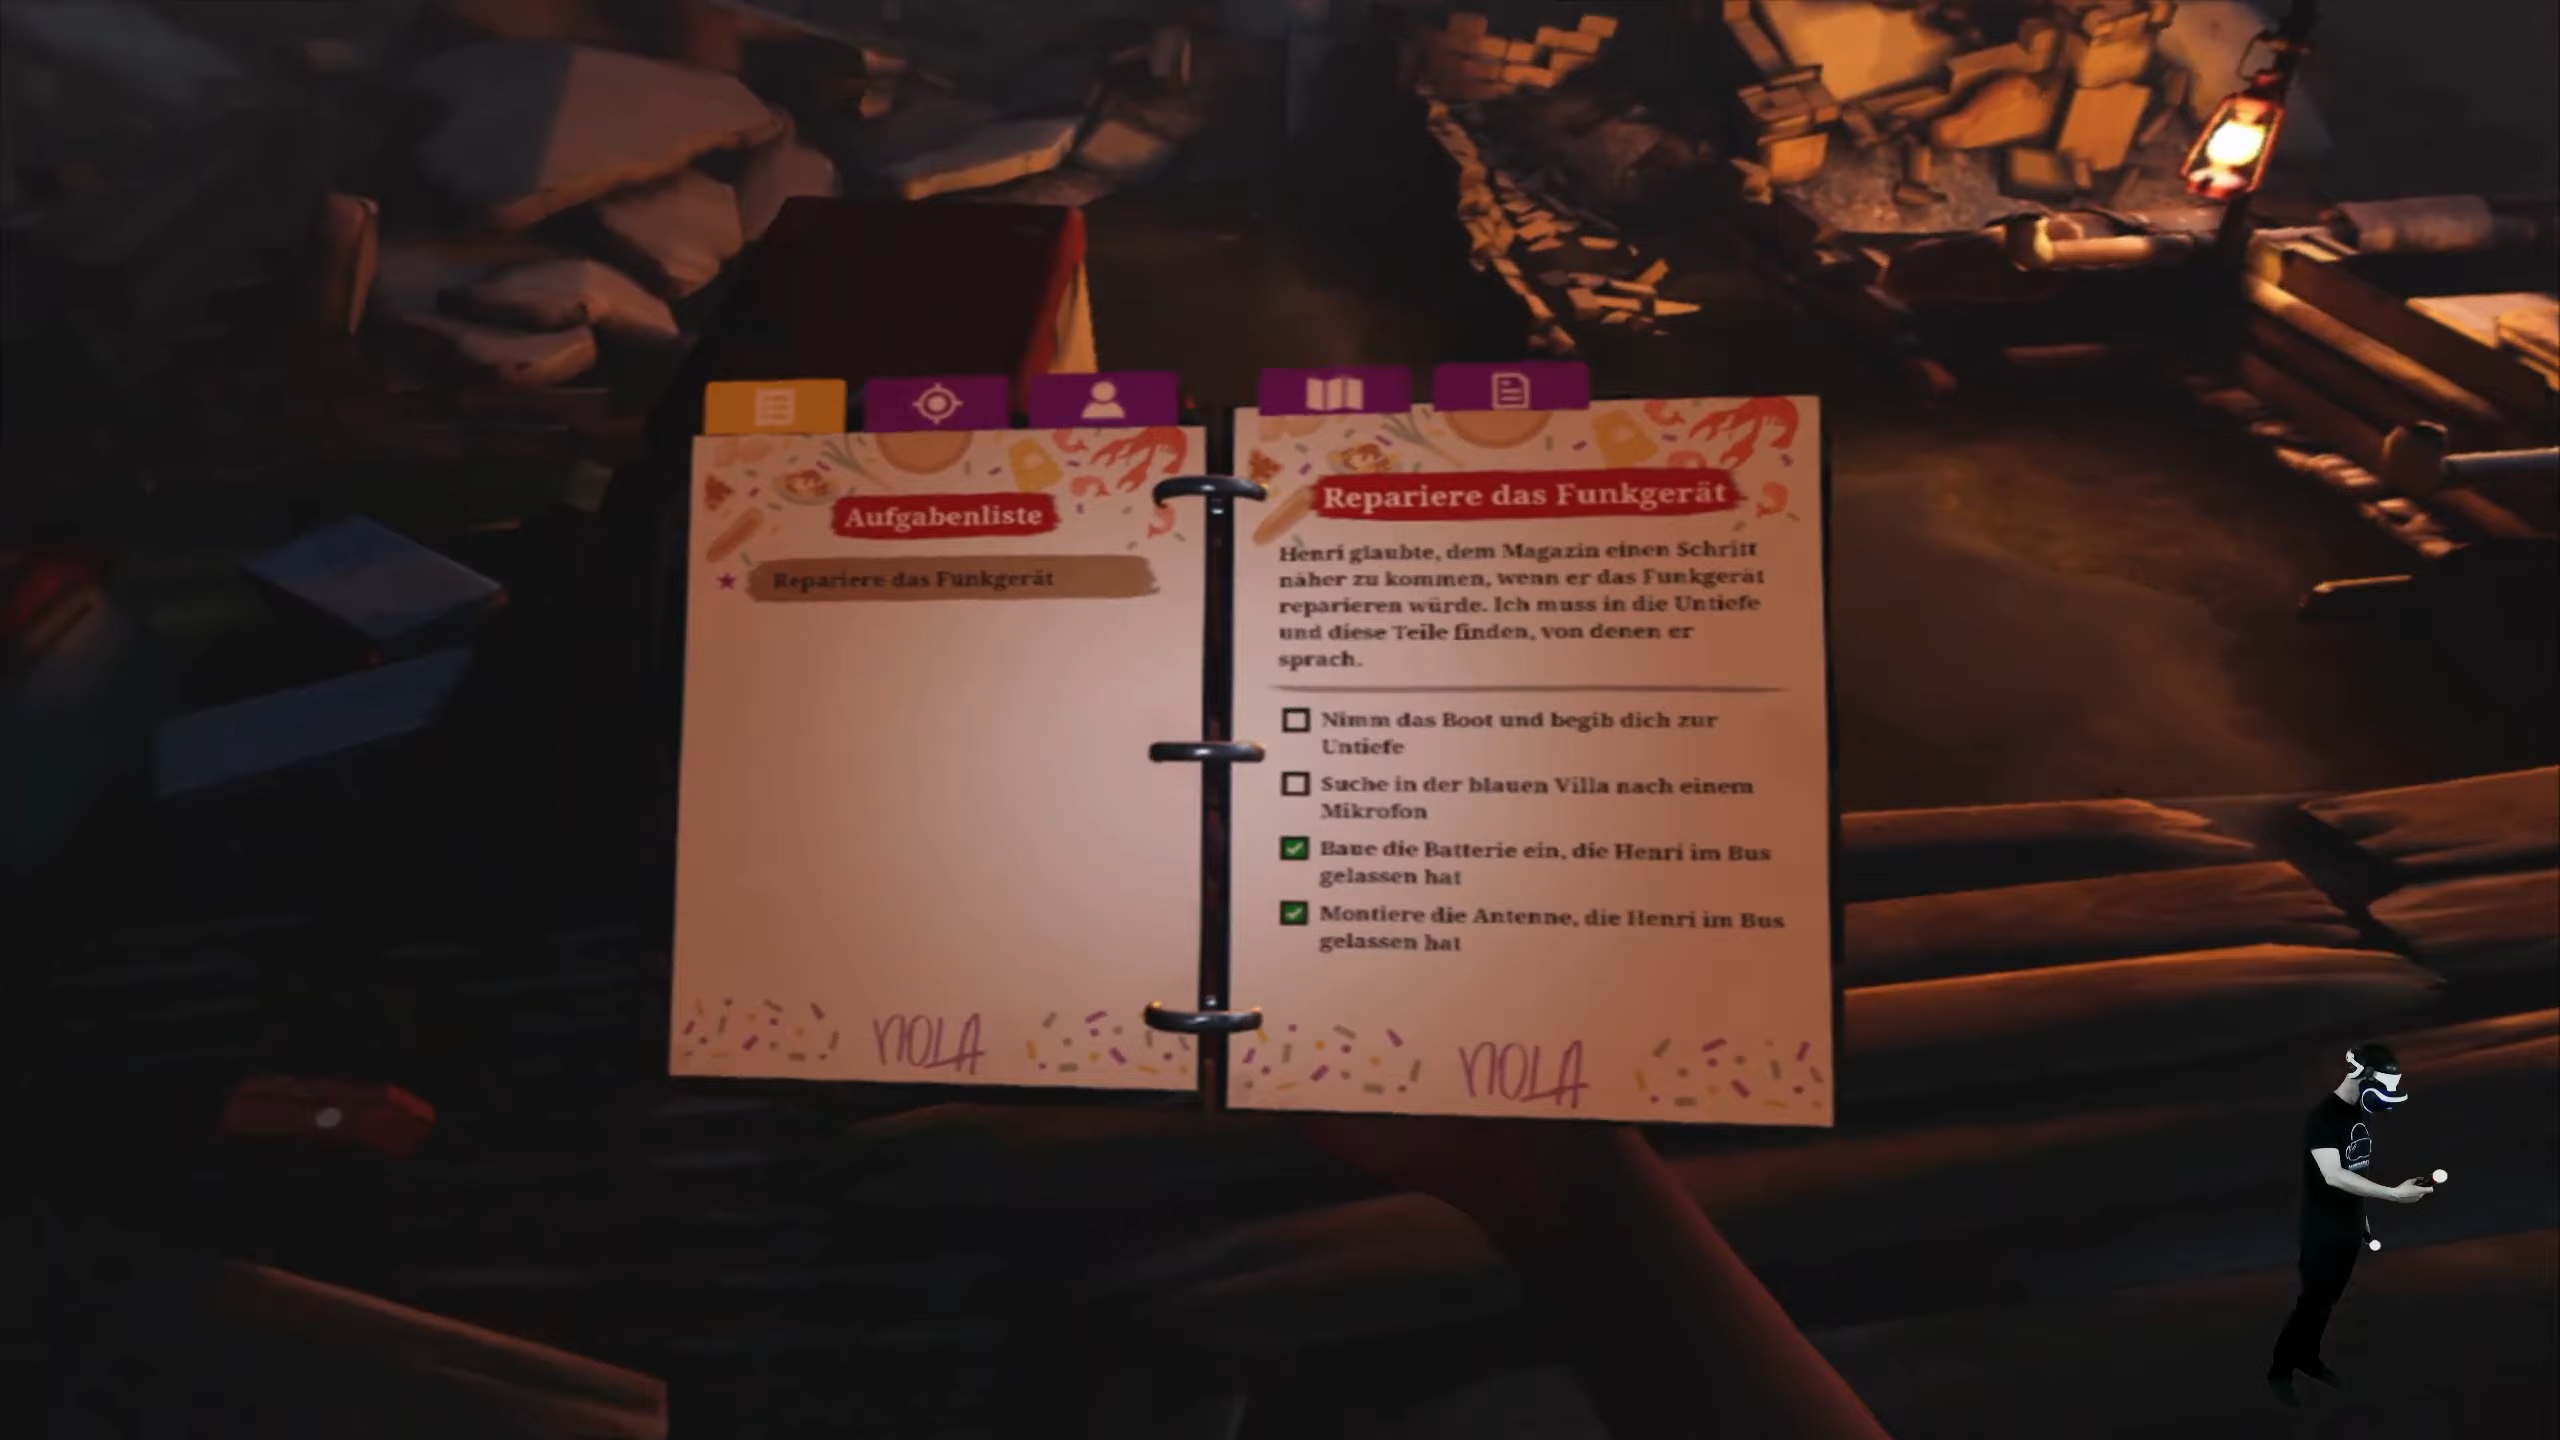 Aufgabenliste
Repariere das Funkgerät
NOLA
Repariere das Funkgerät
Henri glaubte, dem Magazin einen Schritt
näher zu kommen, wenn er das Funkgerät
reparieren würde. Ich muss in die Untiefe
und diese Teile finden, von denen er
sprach.
Nimm das Boot und begib dich zur
Untiefe
Suche in der blauen Villa nach einem
Mikrofon
Baue die Batterie ein, die Henri im Bus
gelassen hat
Montiere die Antenne, die Henri im Bus
gelassen hat
NOLA